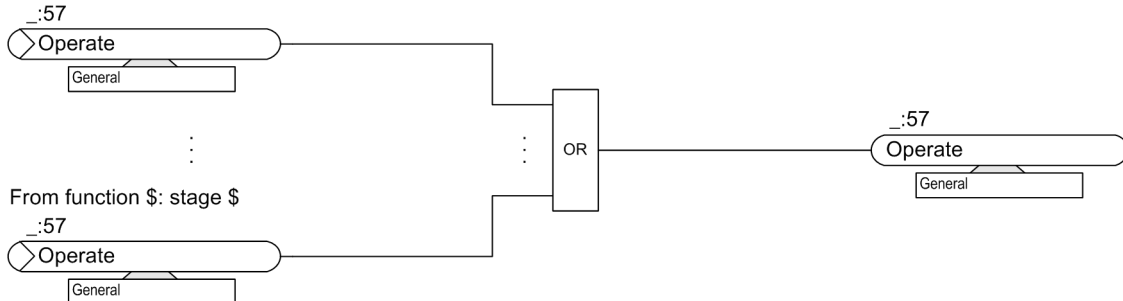 _:57
Operate
General
OR
_:57
Operate
General
From function $: stage $
_:57
Operate
General